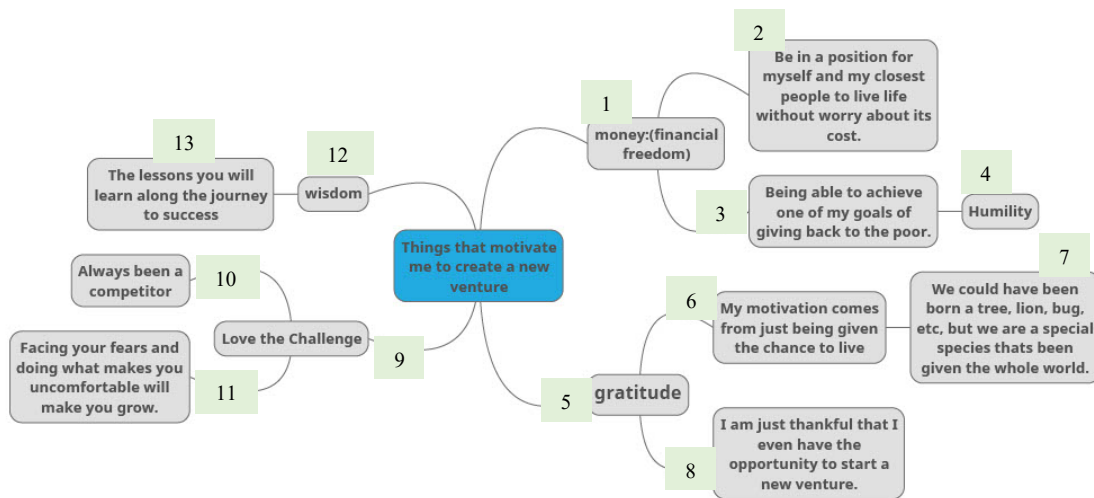 2
Be in a position for
myself and my closest
people to live life
without worry about its
cost.
1
money:(financial
freedom)
3
Being able to achieve
one of my goals of
giving back to the poor.
4
Humility
13
The lessons you will
learn along the journey
to success
12
wisdom
Things that motivate
me to create a new
venture
10
Always been a
competitor
Love the Challenge
9
11
Facing your fears and
doing what makes you
uncomfortable will
make you grow.
5
gratitude
6
My motivation comes
from just being given
the chance to live
7
We could have been
born a tree, lion, bug,
etc, but we are a special
species thats been
given the whole world.
8
I am just thankful that I
even have the
opportunity to start a
new venture.